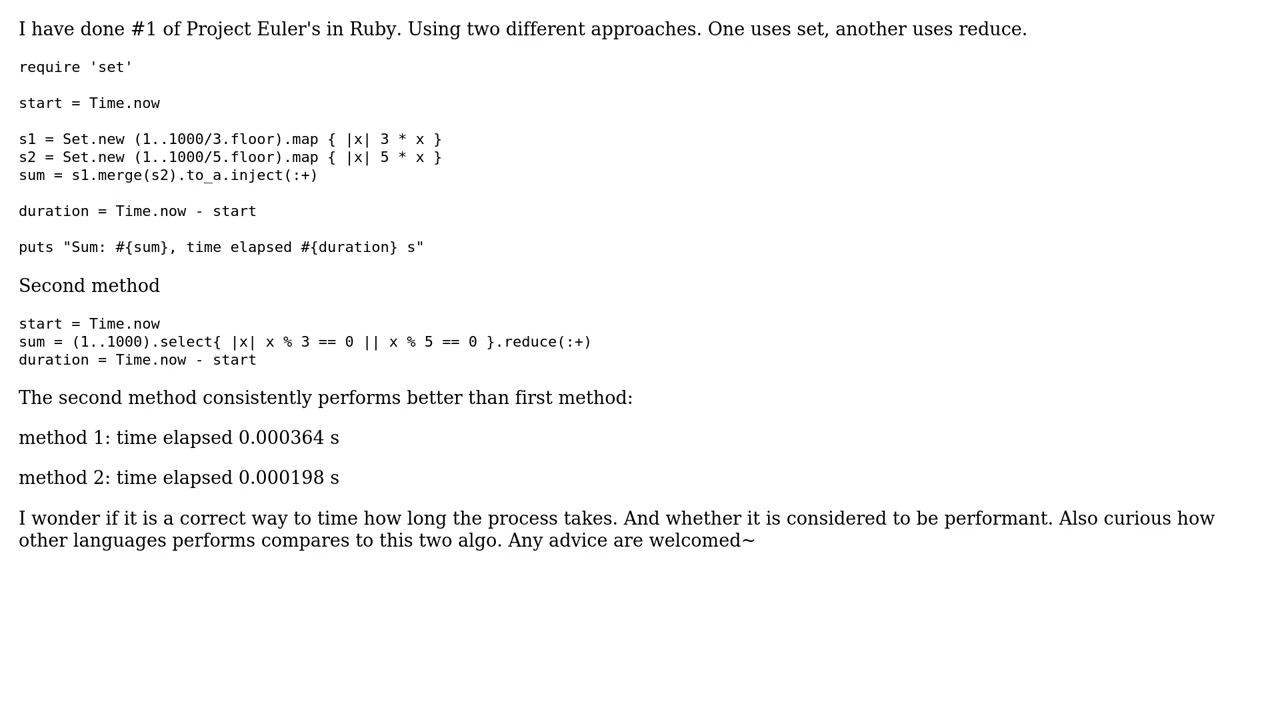 I have done #1 of Project Euler's in Ruby. Using two different approaches. One uses set, another uses reduce.
require 'set'
start = Time.now
s1 = Set.new (1..1000/3.floor).map { |x| 3 * x }
s2 = Set.new (1..1000/5.floor).map { |x| 5 * x }
sum = s1.merge(s2).to_a.inject(:+)
duration = Time.now - start
puts "Sum: #{sum}, time elapsed #{duration} s"
Second method
start = Time.now
sum = (1..1000).select{ |x| x % 3 == 0 || x % 5 == 0 }.reduce(:+)
duration = Time.now - start
The second method consistently performs better than first method:
method 1: time elapsed 0.000364 s
method 2: time elapsed 0.000198 s
I wonder if it is a correct way to time how long the process takes. And whether it is considered to be performant. Also curious how
other languages performs compares to this two algo. Any advice are welcomed~